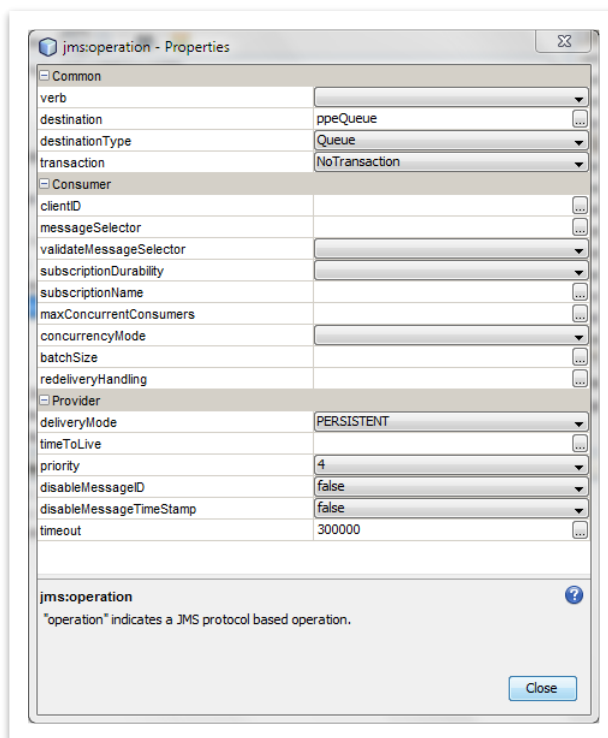 jms:operation - Properties
Common
verb
destination ppeQueue ...
destinationType Queue
transaction NoTransaction
Consumer
clientID ...
messageSelector ...
validateMessageSelector
subscriptionDurability
subscriptionName ...
maxConcurrentConsumers ...
concurrencyMode
batchSize ...
redeliveryHandling ...
Provider
deliveryMode PERSISTENT
timeToLive ...
priority 4
disableMessageID false
disableMessageTimeStamp false
timeout 300000 ...
jms:operation
"operation" indicates a JMS protocol based operation.
Close